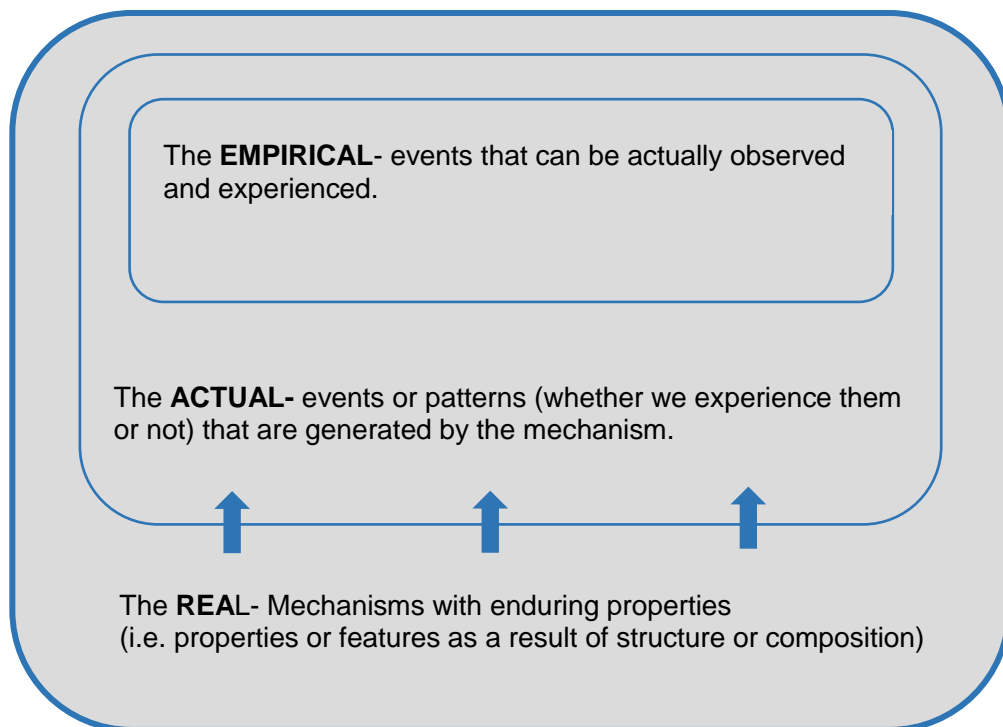 The EMPIRICAL- events that can be actually observed
and experienced.
The ACTUAL- events or patterns (whether we experience them
or not) that are generated by the mechanism.
The REAL- Mechanisms with enduring properties
(i.e. properties or features as a result of structure or composition)